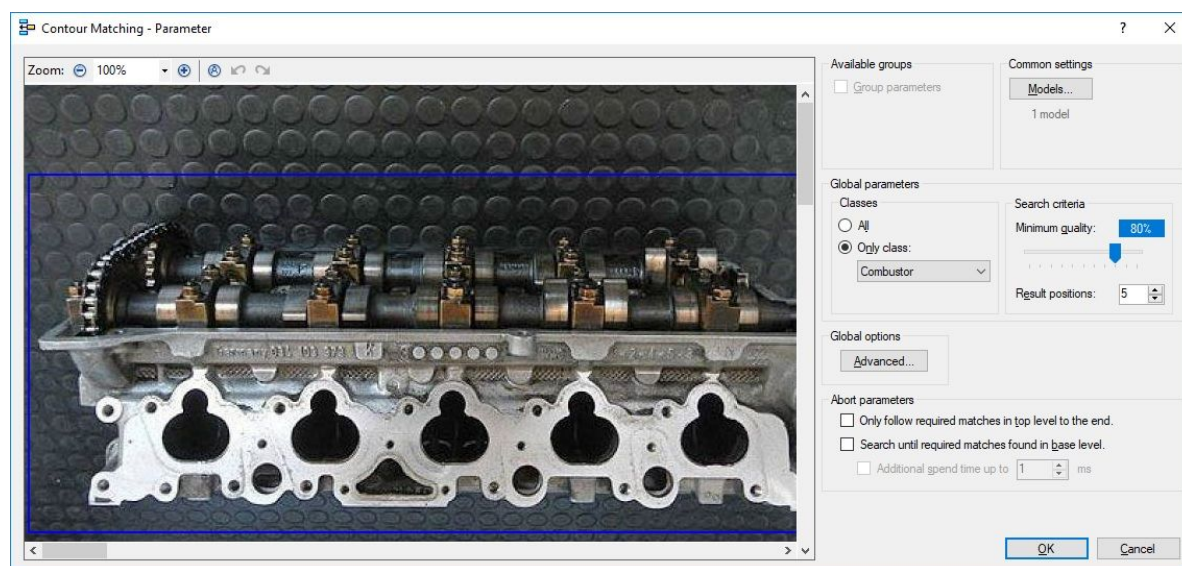 Contour Matching - Parameter
?
Zoom:
100%
Available groups
Group parameters
Common settings
Models...
1 model
Global parameters
Classes
All
Only class:
Combustor
Search criteria
Minimum quality:
80%
Result positions:
5
Global options
Advanced...
Abort parameters
Only follow required matches in top level to the end.
Search until required matches found in base level.
Additional spend time up to
1
ms
OK
Cancel